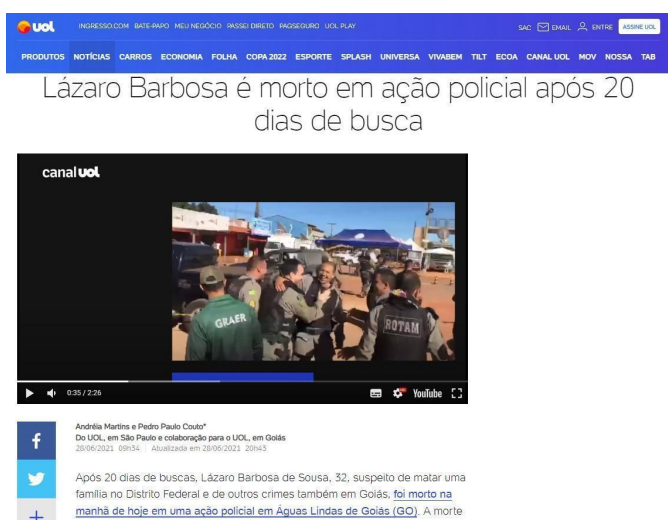 uol INGRESSO.COM BATE-PAPO MEU NEGÓCIO PASSEI DIRETO PAGSEGURO UOL PLAY SAC EMAIL ENTRE ASSINE UOL
PRODUTOS NOTÍCIAS CARROS ECONOMIA FOLHA COPA 2022 ESPORTE SPLASH UNIVERSA VIVABEM TILT ECOA CANAL UOL MOV NOSSA TAB
Lázaro Barbosa é morto em ação policial após 20
dias de busca
canal uol
GRAER
ROTAM
0:35 / 2:26 YouTube
Andréia Martins e Pedro Paulo Couto*
Do UOL, em São Paulo e colaboração para o UOL, em Goiás
28/06/2021 09h34 Atualizada em 28/06/2021 20h43
Após 20 dias de buscas, Lázaro Barbosa de Sousa, 32, suspeito de matar uma
família no Distrito Federal e de outros crimes também em Goiás, foi morto na
manhã de hoje em uma ação policial em Águas Lindas de Goiás (GO). A morte